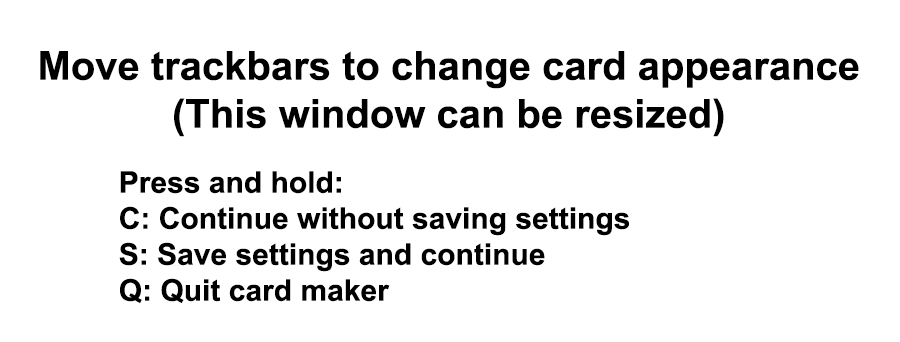 Move trackbars to change card appearance
(This window can be resized)
Press and hold:
C: Continue without saving settings
S: Save settings and continue
Q: Quit card maker